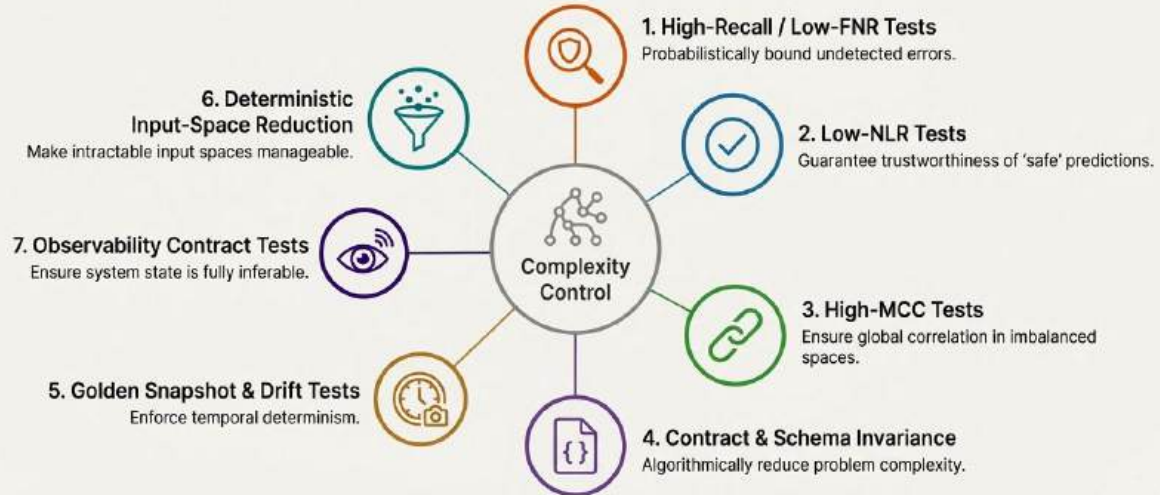 1. High-Recall / Low-FNR Tests
Probabilistically bound undetected errors.
2. Low-NLR Tests
Guarantee trustworthiness of ‘safe’ predictions.
3. High-MCC Tests
Ensure global correlation in imbalanced
spaces.
4. Contract & Schema Invariance
Algorithmically reduce problem complexity.
5. Golden Snapshot & Drift Tests
Enforce temporal determinism.
6. Deterministic
Input-Space Reduction
Make intractable input spaces manageable.
7. Observability Contract Tests
Ensure system state is fully inferable.
Complexity
Control
{ }